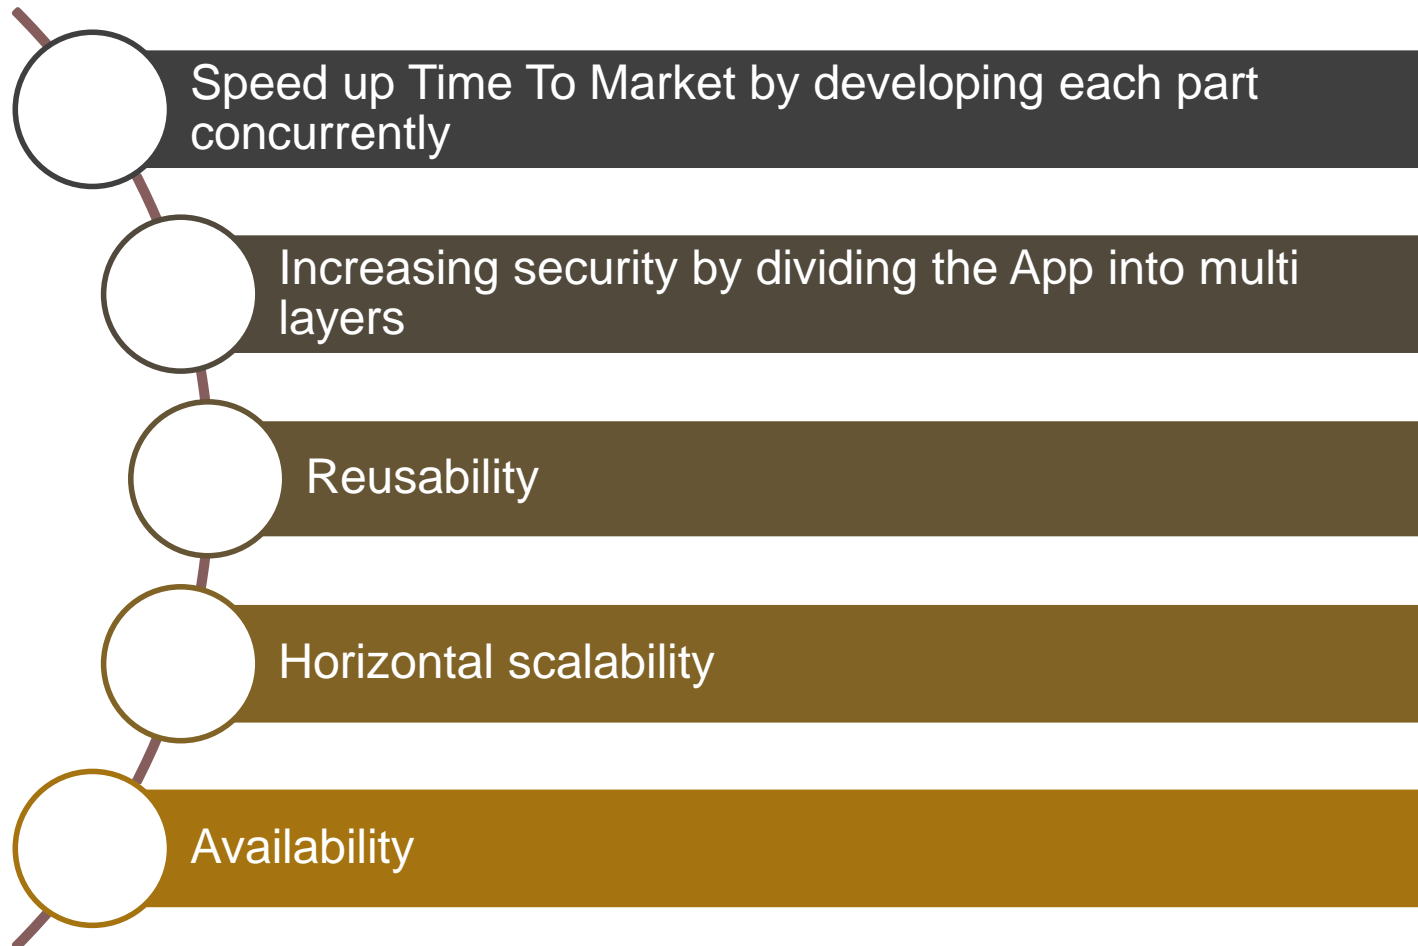 Speed up Time To Market by developing each part
concurrently
Increasing security by dividing the App into multi
layers
Reusability
Horizontal scalability
Availability